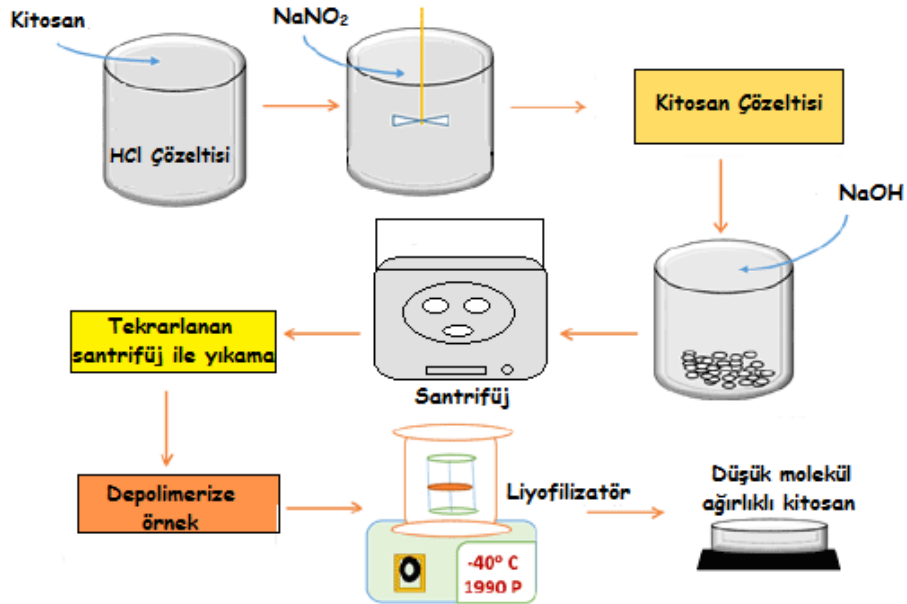 Kitosan
HCl Çözeltisi
NaNO₂
Kitosan Çözeltisi
NaOH
Santrifüj
Tekrarlanan
santrifüj ile yıkama
Depolimerize
örnek
Liyofilizatör
-40° C
1990 P
Düşük molekül
ağırlıklı kitosan